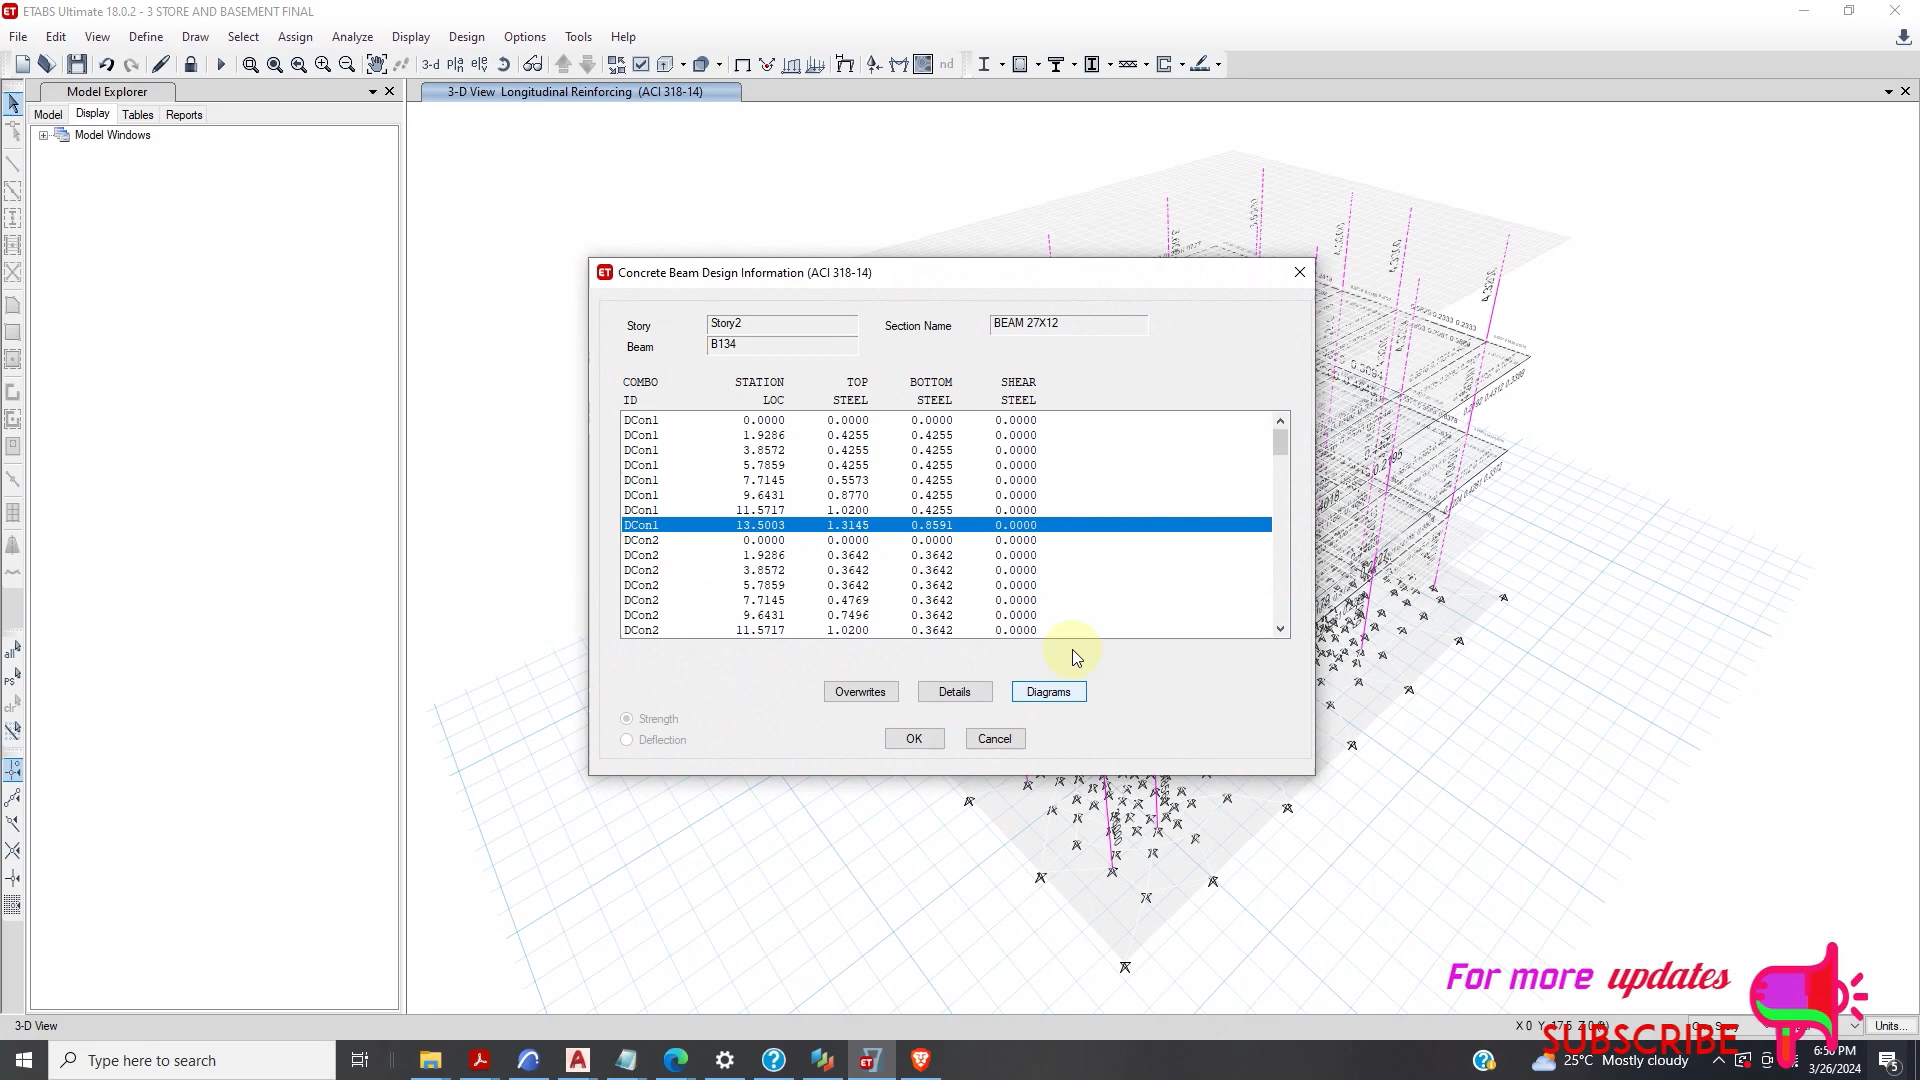 ETABS Ultimate 18.0.2 - 3 STORE AND BASEMENT FINAL
File Edit View Define Draw Select Assign Analyze Display Design Options Tools Help
3-d
nd
Model Explorer
3-D View Longitudinal Reinforcing (ACI 318-14)
Model Display Tables Reports
Model Windows
Concrete Beam Design Information (ACI 318-14)
Story Story2 Section Name BEAM 27X12
Beam B134
COMBO STATION TOP BOTTOM SHEAR
ID LOC STEEL STEEL STEEL
DCon1 0.0000 0.0000 0.0000 0.0000
DCon1 1.9286 0.4255 0.4255 0.0000
DCon1 3.8572 0.4255 0.4255 0.0000
DCon1 5.7859 0.4255 0.4255 0.0000
DCon1 7.7145 0.5573 0.4255 0.0000
DCon1 9.6431 0.8770 0.4255 0.0000
DCon1 11.5717 1.0200 0.4255 0.0000
DCon1 13.5003 1.3145 0.8591 0.0000
DCon2 0.0000 0.0000 0.0000 0.0000
DCon2 1.9286 0.3642 0.3642 0.0000
DCon2 3.8572 0.3642 0.3642 0.0000
DCon2 5.7859 0.3642 0.3642 0.0000
DCon2 7.7145 0.4769 0.3642 0.0000
DCon2 9.6431 0.7496 0.3642 0.0000
DCon2 11.5717 1.0200 0.3642 0.0000
Overwrites Details Diagrams
Strength
Deflection
OK Cancel
For more updates
SUBSCRIBE
3-D View
Units...
Type here to search
25°C Mostly cloudy
6:50 PM
3/26/2024
5